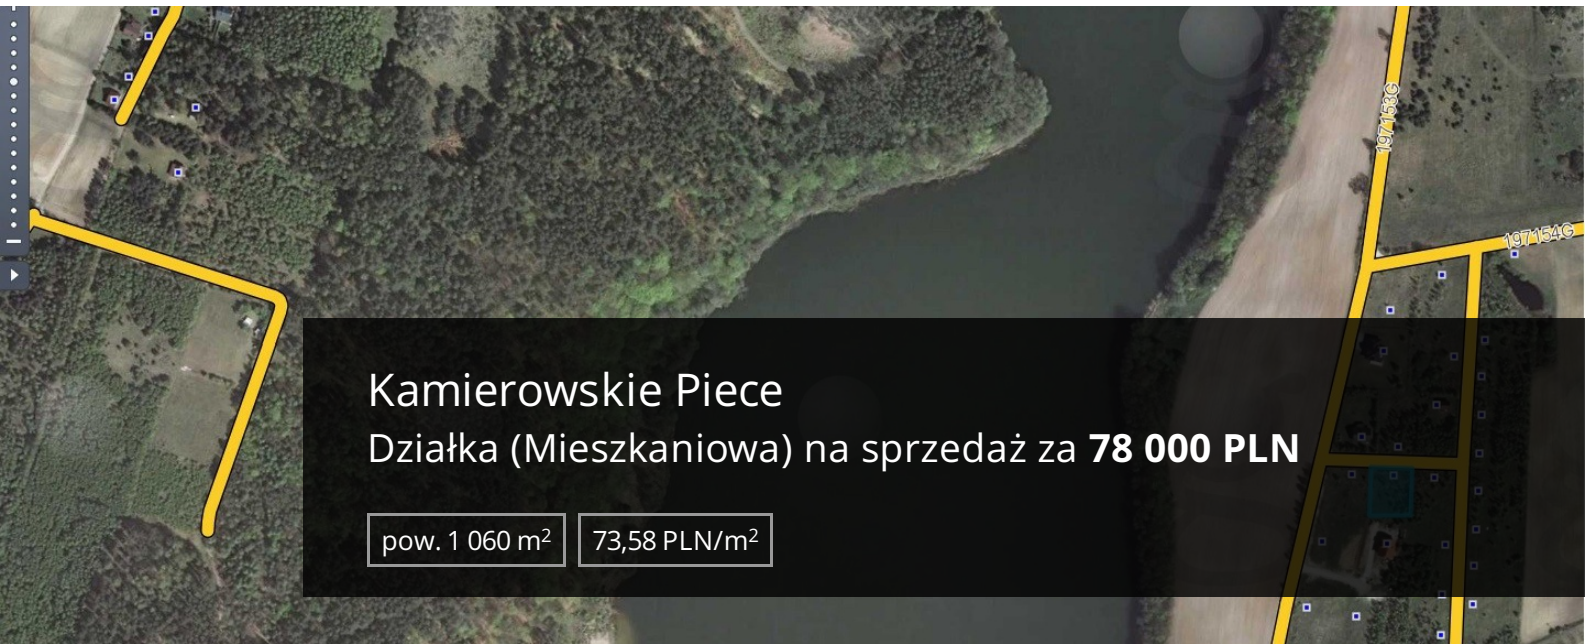 197153G
197154G
Kamierowskie Piece
Działka (Mieszkaniowa) na sprzedaż za 78 000 PLN
pow. 1 060 m²
73,58 PLN/m²